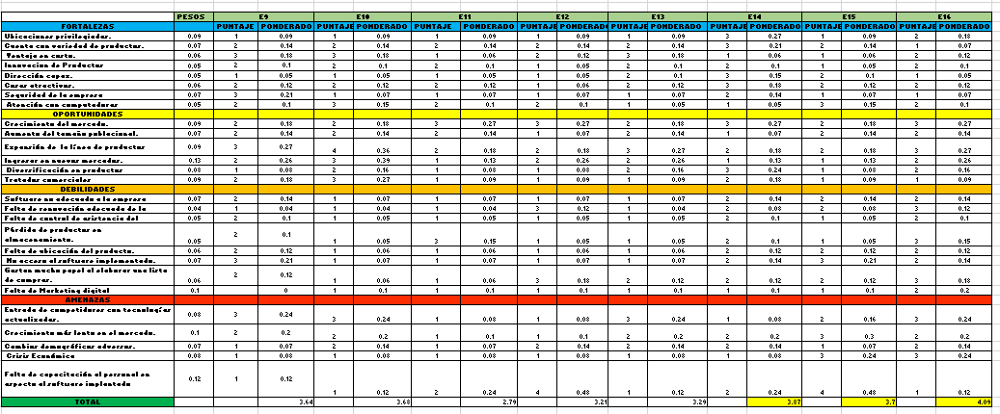 PESOS E9 E10 E11 E12 E13 E14 E15 E16
FORTALEZAS PUNTAJE PONDERADO PUNTAJE PONDERADO PUNTAJE PONDERADO PUNTAJE PONDERADO PUNTAJE PONDERADO PUNTAJE PONDERADO PUNTAJE PONDERADO PUNTAJE PONDERADO
Ubicaciones privilegiadas. 0.09 1 0.09 1 0.09 1 0.09 1 0.09 1 0.09 3 0.27 1 0.09 2 0.18
Cuenta con variedad de productos. 0.07 2 0.14 2 0.14 2 0.14 2 0.14 2 0.14 3 0.21 2 0.14 1 0.07
Ventaja en costo. 0.06 3 0.18 3 0.18 1 0.06 2 0.12 3 0.18 1 0.06 1 0.06 2 0.12
Innovacion de Productos 0.05 2 0.1 2 0.1 2 0.1 1 0.05 2 0.1 2 0.1 1 0.05 2 0.1
Dirección capaz. 0.05 1 0.05 1 0.05 1 0.05 1 0.05 2 0.1 3 0.15 2 0.1 1 0.05
Caras atractivas. 0.06 2 0.12 2 0.12 2 0.12 1 0.06 2 0.12 3 0.18 2 0.12 2 0.12
Seguridad de la empresa 0.07 3 0.21 1 0.07 1 0.07 1 0.07 1 0.07 2 0.14 1 0.07 1 0.07
Atención con computadoras 0.05 2 0.1 3 0.15 2 0.1 2 0.1 1 0.05 1 0.05 3 0.15 2 0.1
OPORTUNIDADES
Crecimiento del mercado. 0.09 2 0.18 2 0.18 3 0.27 3 0.27 2 0.18 3 0.27 2 0.18 3 0.27
Aumento del tamaño poblacional. 0.07 2 0.14 2 0.14 2 0.14 1 0.07 2 0.14 1 0.07 2 0.14 2 0.14
Expansión de la línea de productos 0.09 3 0.27 4 0.36 2 0.18 2 0.18 3 0.27 2 0.18 2 0.18 3 0.27
Ingresar en nuevos mercados. 0.13 2 0.26 3 0.39 1 0.13 2 0.26 2 0.26 1 0.13 1 0.13 2 0.26
Diversificación en productos 0.08 1 0.08 2 0.16 1 0.08 1 0.08 2 0.16 3 0.24 1 0.08 2 0.16
Tratados comerciales 0.09 2 0.18 3 0.27 1 0.09 1 0.09 1 0.09 2 0.18 1 0.09 1 0.09
DEBILIDADES
Software no adecuado a la empresa 0.07 2 0.14 1 0.07 1 0.07 1 0.07 1 0.07 2 0.14 2 0.14 2 0.14
Falta de renovación adecuada de la 0.04 1 0.04 1 0.04 1 0.04 3 0.12 1 0.04 2 0.08 2 0.08 3 0.12
Falta de control de asistencia del 0.05 2 0.1 1 0.05 1 0.05 1 0.05 1 0.05 2 0.1 1 0.05 2 0.1
Pérdida de productos en
almacenamiento. 0.05 2 0.1 1 0.05 3 0.15 1 0.05 1 0.05 2 0.1 1 0.05 3 0.15
Falta de ubicación del producto. 0.06 2 0.12 1 0.06 1 0.06 1 0.06 1 0.06 2 0.12 2 0.12 2 0.12
No acceso al software implementado. 0.07 3 0.21 1 0.07 1 0.07 1 0.07 1 0.07 2 0.14 3 0.21 2 0.14
Gastan mucho papel al elaborar una lista
de compras. 0.06 2 0.12 1 0.06 1 0.06 3 0.18 2 0.12 2 0.12 2 0.12 3 0.18
Falta de Marketing digital 0.1 0 1 0.1 1 0.1 1 0.1 1 0.1 1 0.1 1 0.1 2 0.2
AMENAZAS
Entrada de competidores con tecnologías
actualizadas. 0.08 3 0.24 3 0.24 1 0.08 1 0.08 3 0.24 1 0.08 2 0.16 3 0.24
Crecimiento más lento en el mercado. 0.1 2 0.2 2 0.2 1 0.1 1 0.1 2 0.2 2 0.2 3 0.3 2 0.2
Cambios demográficos adversos. 0.07 1 0.07 2 0.14 1 0.07 2 0.14 2 0.14 2 0.14 1 0.07 2 0.14
Crisis Económica 0.08 1 0.08 1 0.08 1 0.08 1 0.08 1 0.08 1 0.08 3 0.24 3 0.24
Falta de capacitación al personal en
aspecto al software implantado 0.12 1 0.12 1 0.12 2 0.24 4 0.48 1 0.12 2 0.24 4 0.48 1 0.12
TOTAL 3.64 3.68 2.79 3.21 3.29 3.87 3.7 4.09